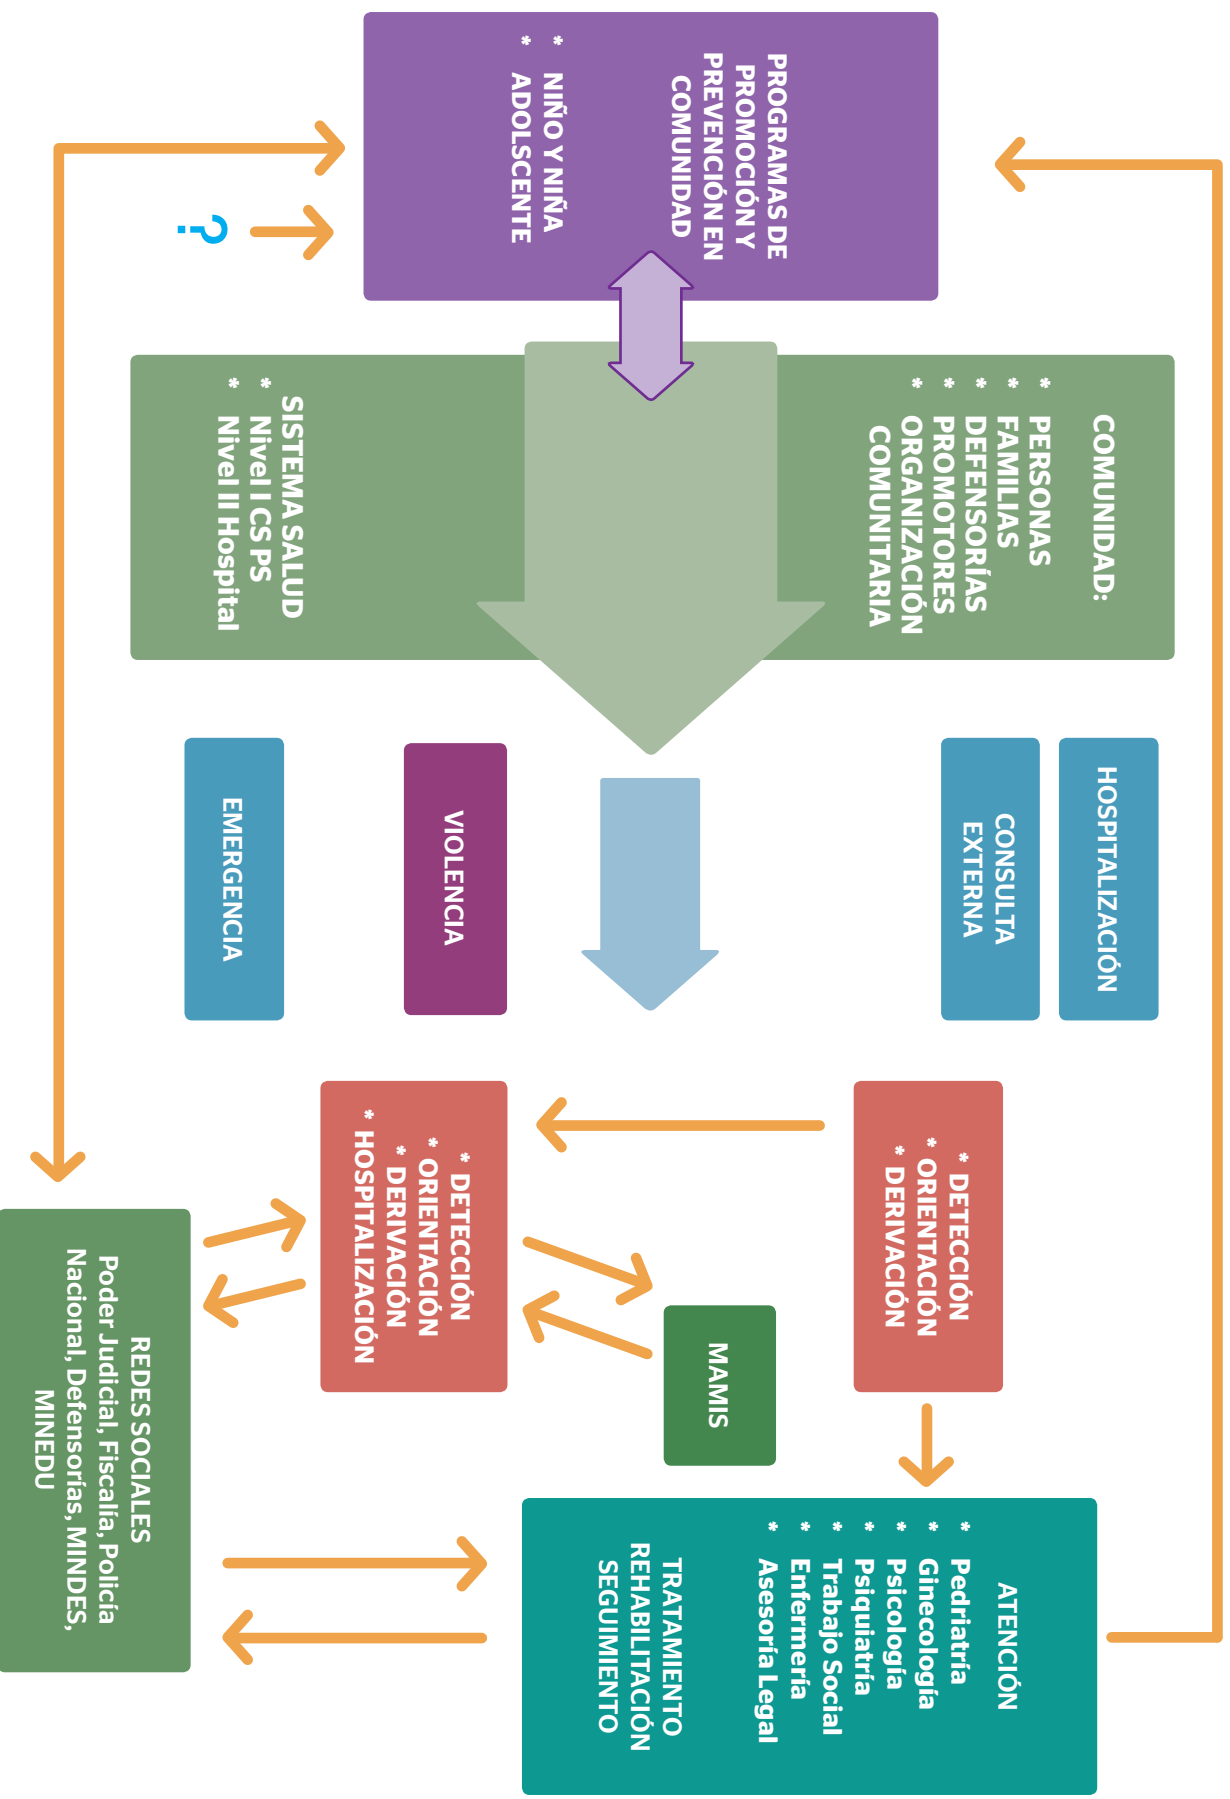 PROGRAMAS DE
PROMOCIÓN Y
PREVENCIÓN EN
COMUNIDAD
* NIÑO Y NIÑA
* ADOLSCENTE
?
COMUNIDAD:
* PERSONAS
* FAMILIAS
* DEFENSORÍAS
* PROMOTORES
* ORGANIZACIÓN
COMUNITARIA
SISTEMA SALUD
* Nivel I CS PS
* Nivel II Hospital
HOSPITALIZACIÓN
CONSULTA
EXTERNA
VIOLENCIA
EMERGENCIA
* DETECCIÓN
* ORIENTACIÓN
* DERIVACIÓN
* DETECCIÓN
* ORIENTACIÓN
* DERIVACIÓN
* HOSPITALIZACIÓN
MAMIS
ATENCIÓN
* Pedriatría
* Ginecología
* Psicología
* Psiquiatría
* Trabajo Social
* Enfermería
* Asesoría Legal
TRATAMIENTO
REHABILITACIÓN
SEGUIMIENTO
REDES SOCIALES
Poder Judicial, Fiscalía, Policía
Nacional, Defensorías, MINDES,
MINEDU